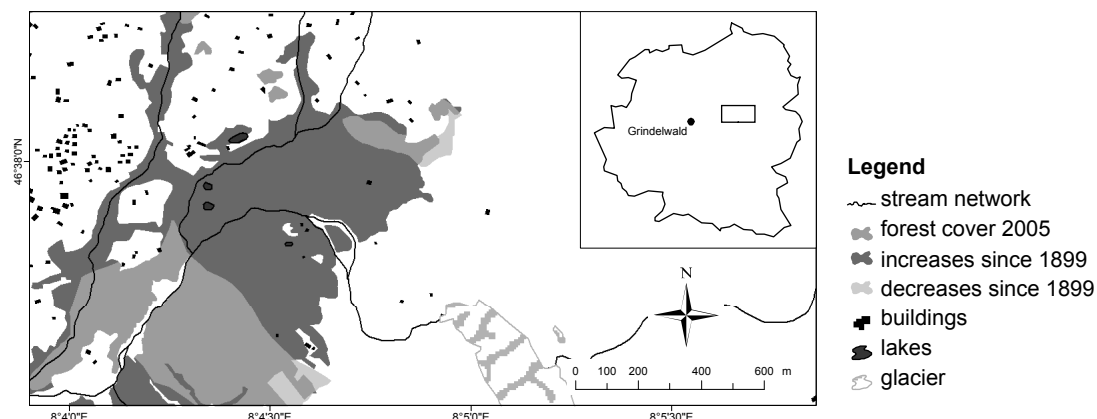 Grindelwald
46°38'0"N
N
0 100 200 300 400 600 m
8°4'0"E 8°4'30"E 8°5'0"E 8°5'30"E
Legend
stream network
forest cover 2005
increases since 1899
decreases since 1899
buildings
lakes
glacier